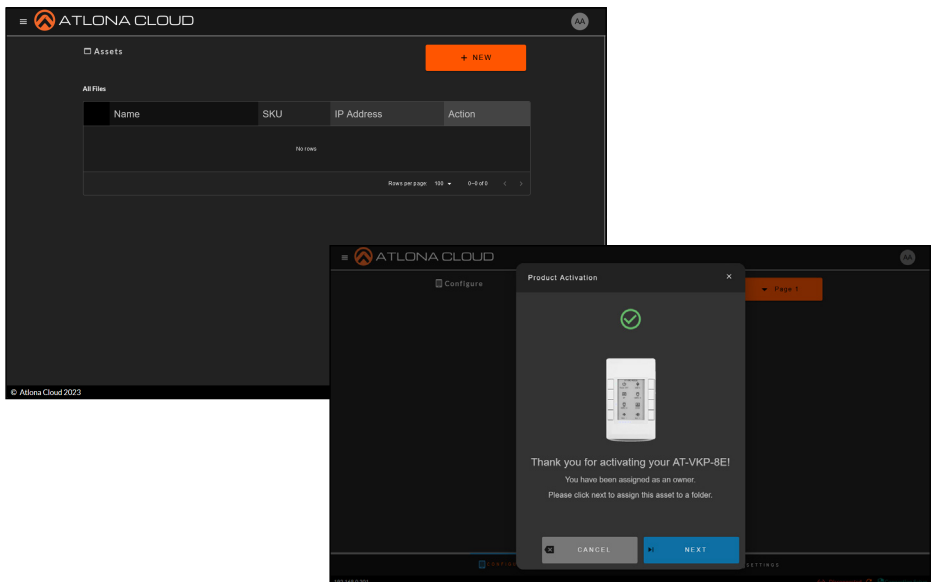 ≡ ATLONA CLOUD AA
Assets
+ NEW
All Files
Name SKU IP Address Action
No rows
Rows per page: 100 0–0 of 0 < >
© Atlona Cloud 2023
≡ ATLONA CLOUD AA
Configure
Product Activation ×
Page 1
Thank you for activating your AT-VKP-8E!
You have been assigned as an owner.
Please click next to assign this asset to a folder.
CANCEL NEXT
SETTINGS